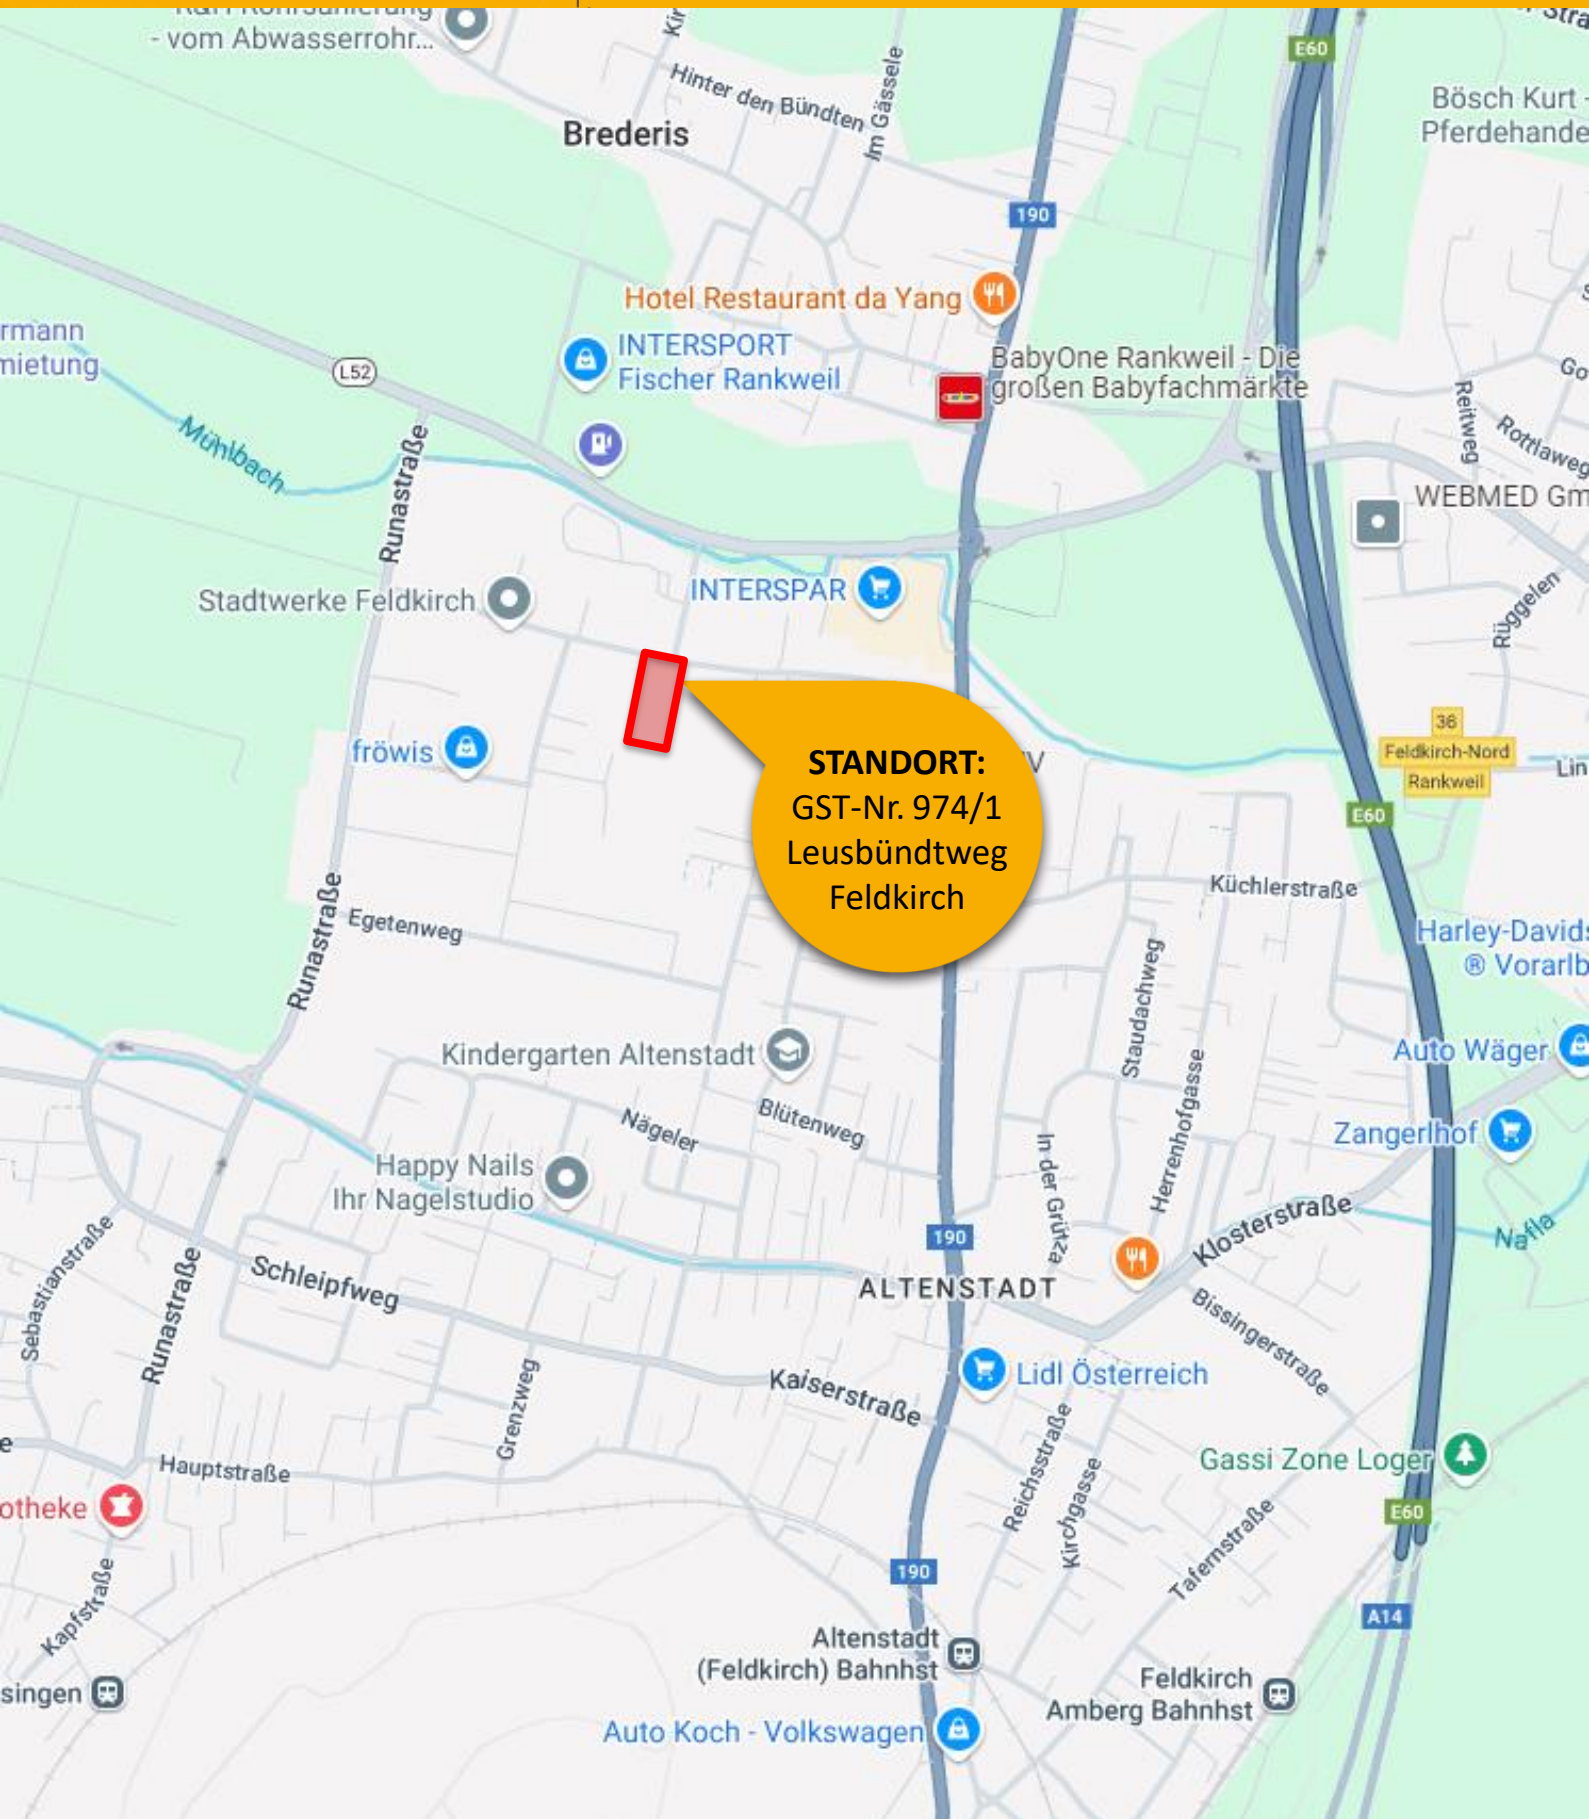 - vom Abwasserrohr...
E60
Bösch Kurt -
Pferdehande
Hinter den Bündten
Im Gässele
Brederis
190
Hotel Restaurant da Yang
rmann
mietung
INTERSPORT
Fischer Rankweil
L52
BabyOne Rankweil - Die
großen Babyfachmärkte
Reitweg
Rottlaweg
Mühlbach
Runastraße
WEBMED Gm
Stadtwerke Feldkirch
INTERSPAR
Rüggelen
36
Feldkirch-Nord
Rankweil
Lin
fröwis
STANDORT:
GST-Nr. 974/1
Leusbündtweg
Feldkirch
E60
Küchlerstraße
Runastraße
Egetenweg
Harley-Davids
® Vorarlb
Staudachweg
Kindergarten Altenstadt
Auto Wäger
Nägeler
Blütenweg
In der Grütza
Herrenhofgasse
Zangerlhof
Happy Nails
Ihr Nagelstudio
Sebastianstraße
Runastraße
Schleipfweg
190
Klosterstraße
Nafla
ALTENSTADT
Bissingerstraße
Grenzweg
Kaiserstraße
Lidl Österreich
Reichsstraße
Kirchgasse
Gassi Zone Loger
Hauptstraße
otheke
E60
Tafernstraße
Kapfstraße
190
A14
Altenstadt
(Feldkirch) Bahnhst
singen
Feldkirch
Amberg Bahnhst
Auto Koch - Volkswagen